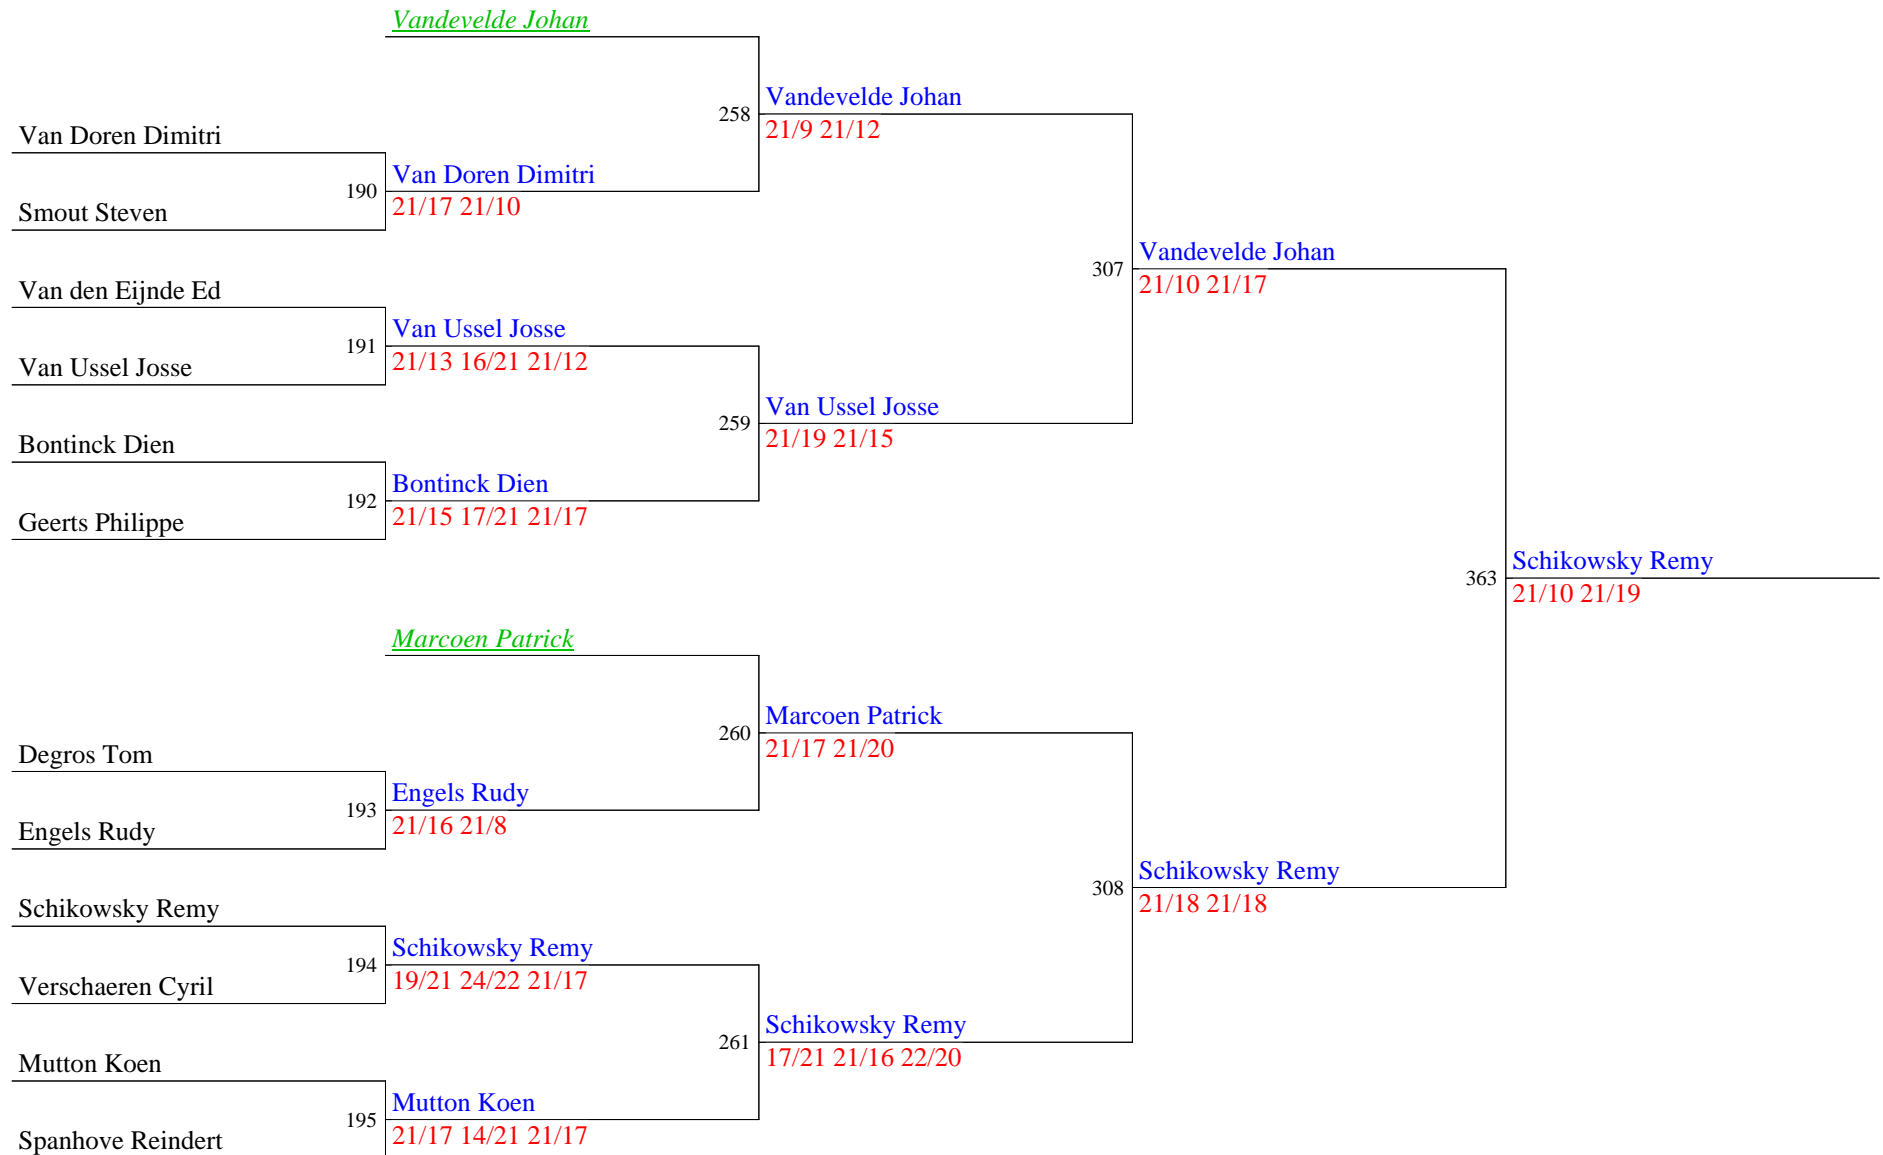 Vandevelde Johan
258
Vandevelde Johan
21/9 21/12
Van Doren Dimitri
190
Van Doren Dimitri
21/17 21/10
Smout Steven
307
Vandevelde Johan
21/10 21/17
Van den Eijnde Ed
191
Van Ussel Josse
21/13 16/21 21/12
Van Ussel Josse
259
Van Ussel Josse
21/19 21/15
Bontinck Dien
192
Bontinck Dien
21/15 17/21 21/17
Geerts Philippe
363
Schikowsky Remy
21/10 21/19
Marcoen Patrick
260
Marcoen Patrick
21/17 21/20
Degros Tom
193
Engels Rudy
21/16 21/8
Engels Rudy
308
Schikowsky Remy
21/18 21/18
Schikowsky Remy
194
Schikowsky Remy
19/21 24/22 21/17
Verschaeren Cyril
261
Schikowsky Remy
17/21 21/16 22/20
Mutton Koen
195
Mutton Koen
21/17 14/21 21/17
Spanhove Reindert